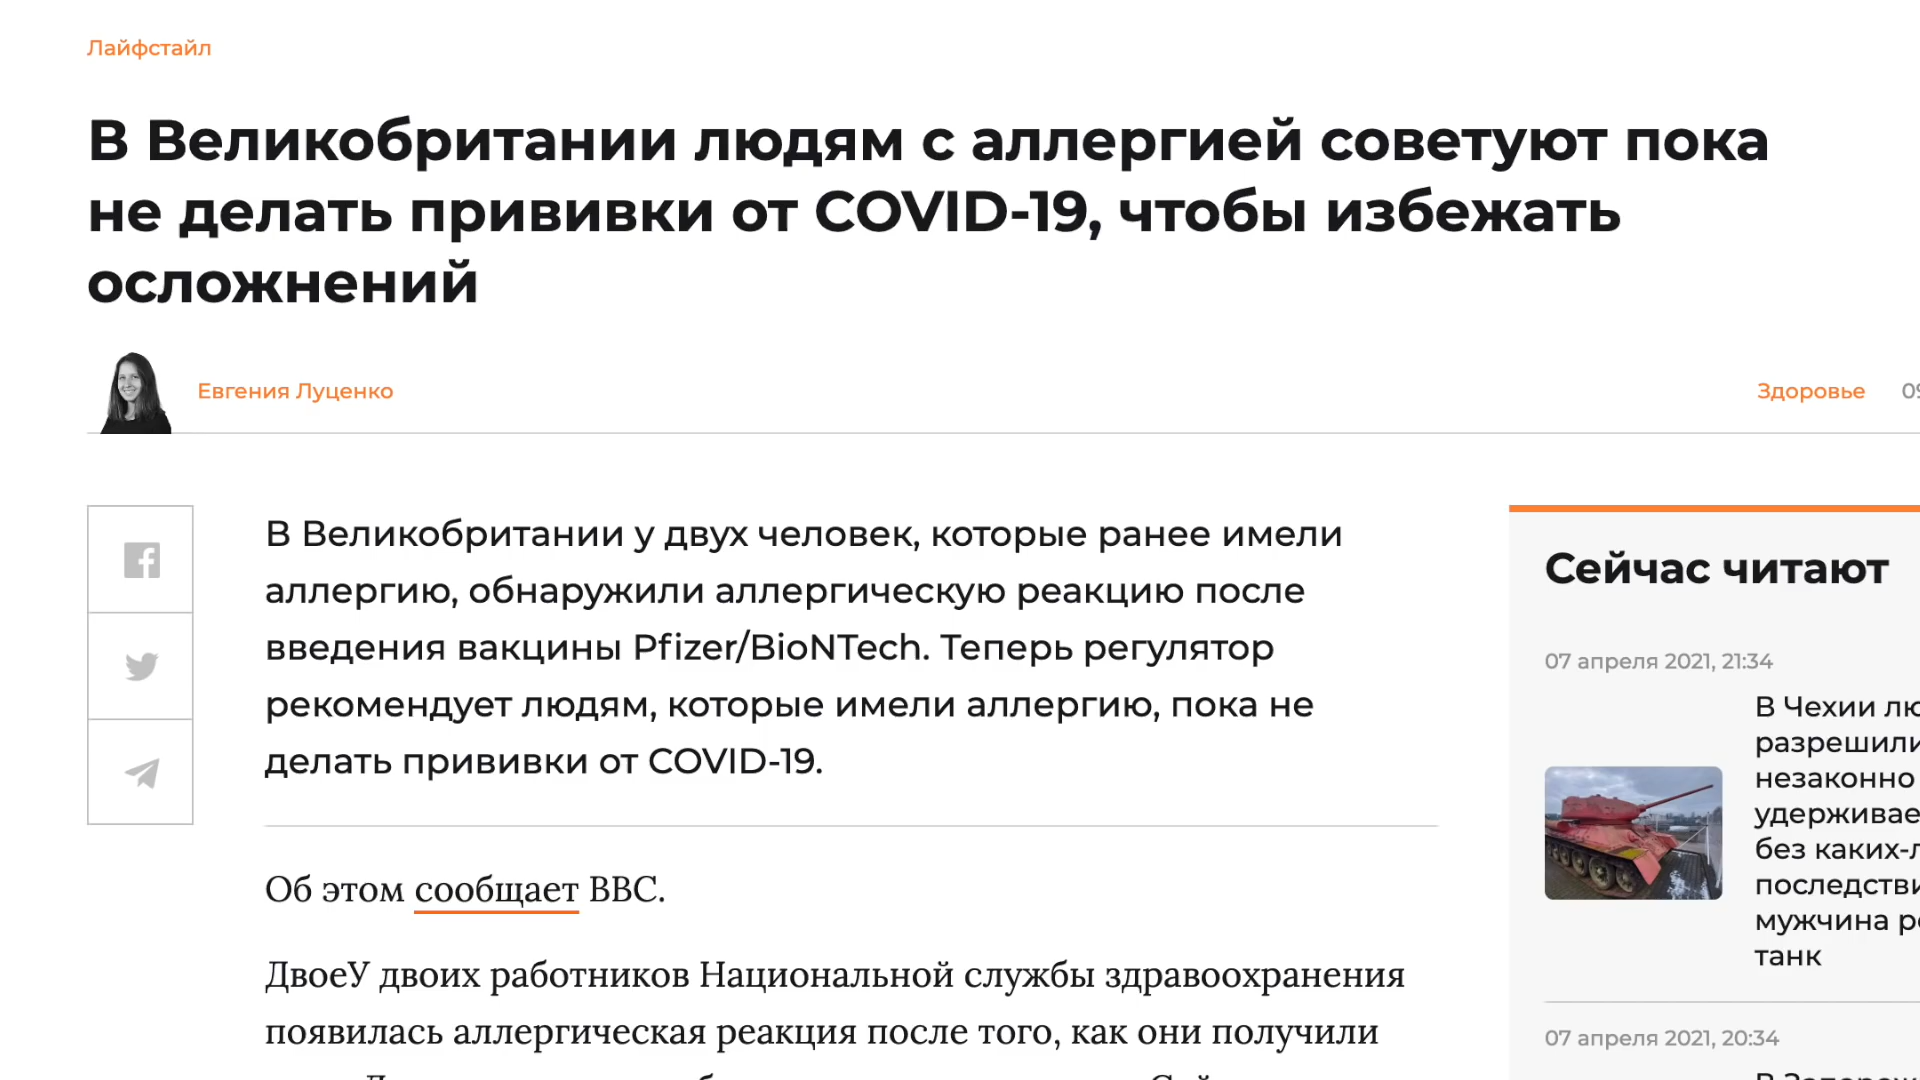 Лайфстайл
В Великобритании людям с аллергией советуют пока
не делать прививки от COVID-19, чтобы избежать
осложнений
Евгения Луценко
Здоровье 09
В Великобритании у двух человек, которые ранее имели
аллергию, обнаружили аллергическую реакцию после
введения вакцины Pfizer/BioNTech. Теперь регулятор
рекомендует людям, которые имели аллергию, пока не
делать прививки от COVID-19.
Об этом сообщает BBC.
ДвоеУ двоих работников Национальной службы здравоохранения
появилась аллергическая реакция после того, как они получили
Сейчас читают
07 апреля 2021, 21:34
В Чехии лю
разрешили
незаконно
удерживае
без каких-л
последстви
мужчина ре
танк
07 апреля 2021, 20:34